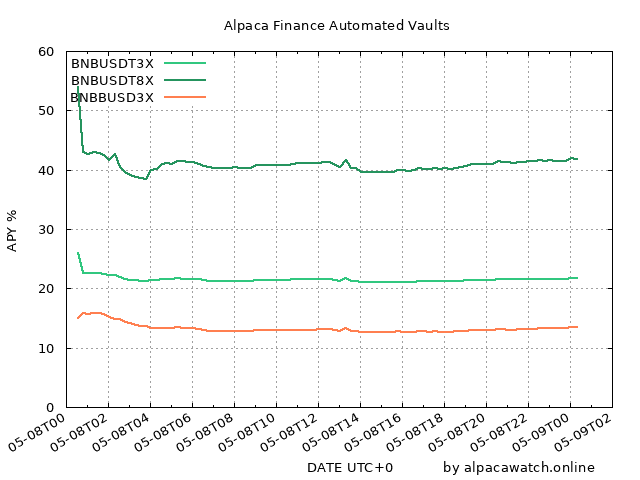 Alpaca Finance Automated Vaults
BNBUSDT3X
BNBUSDT8X
BNBBUSD3X
APY %
60
50
40
30
20
10
0
05-08T00
05-08T02
05-08T04
05-08T06
05-08T08
05-08T10
05-08T12
05-08T14
05-08T16
05-08T18
05-08T20
05-08T22
05-09T00
05-09T02
DATE UTC+0
by alpacawatch.online